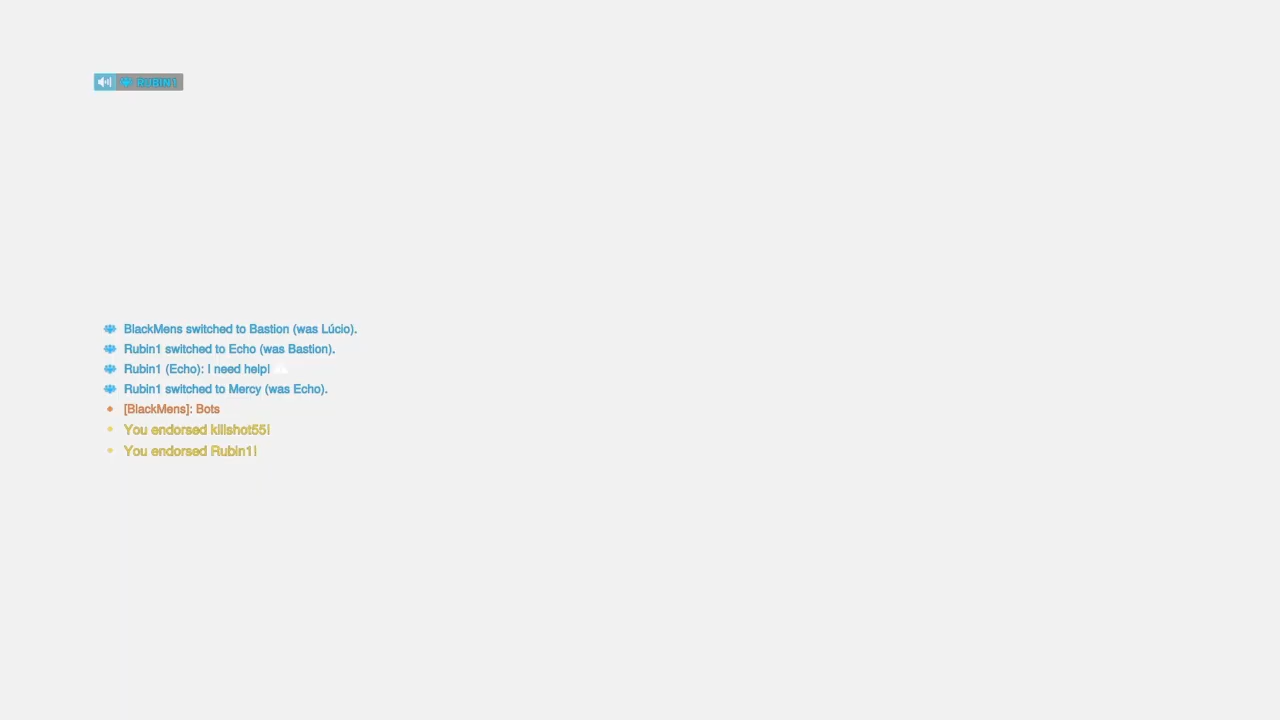 RUBIN1
BlackMens switched to Bastion (was Lúcio).
Rubin1 switched to Echo (was Bastion).
Rubin1 (Echo): I need help!
Rubin1 switched to Mercy (was Echo).
[BlackMens]: Bots
You endorsed killshot55!
You endorsed Rubin1!